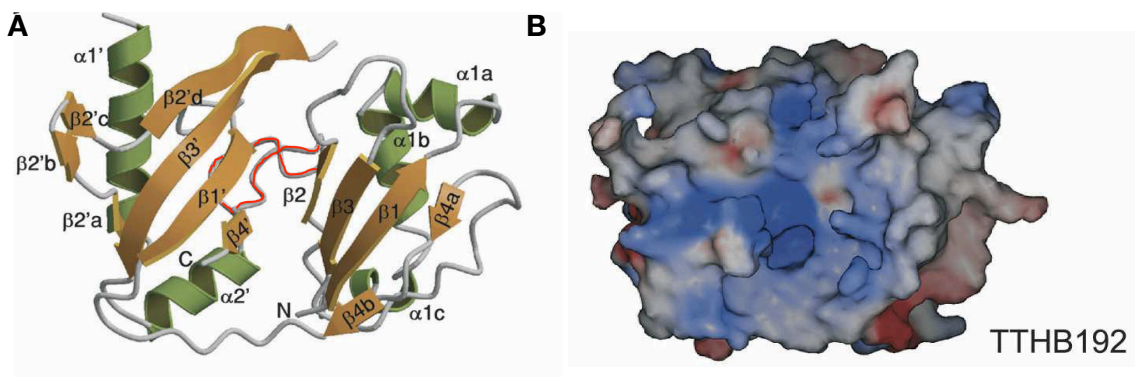 A
B
α1'
α1a
β2'c
β2'd
β2'b
β3'
α1b
β1'
β2
β3
β1
β4a
β2'a
β4'
C
α2'
N
β4b
α1c
TTHB192